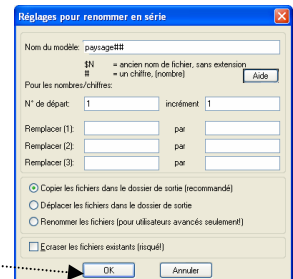 Réglages pour renommer en série
Nom du modèle: paysage##
$N = ancien nom de fichier, sans extension
# = un chiffre, (nombre)
Aide
Pour les nombres/chiffres:
N° de départ: 1 incrément 1
Remplacer (1): par
Remplacer (2): par
Remplacer (3): par
Copier les fichiers dans le dossier de sortie (recommandé)
Déplacer les fichiers dans le dossier de sortie
Renommer les fichiers (pour utilisateurs avancés seulement!)
Ecraser les fichiers existants (risqué!)
OK Annuler